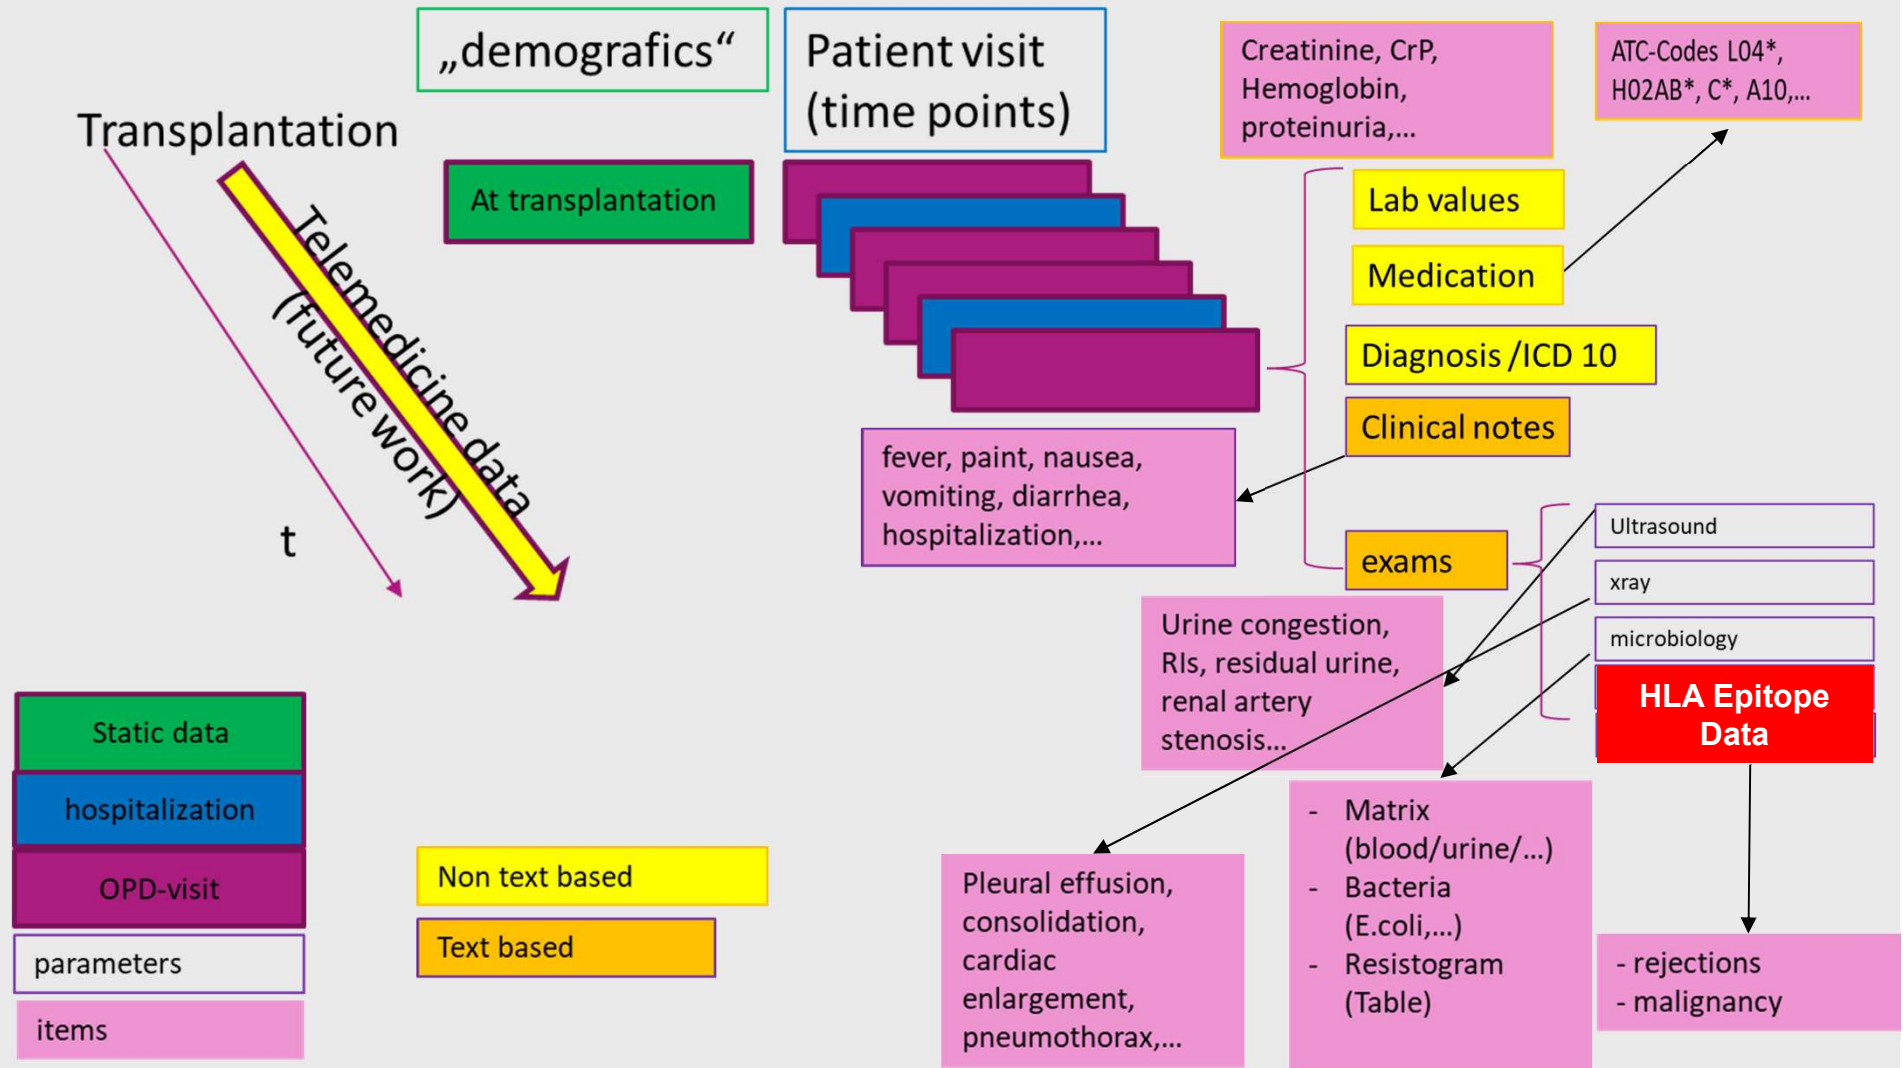 „demografics“
Patient visit
(time points)
Creatinine, CrP,
Hemoglobin,
proteinuria,...
ATC-Codes L04*,
H02AB*, C*, A10,...
Transplantation
At transplantation
Lab values
Medication
Diagnosis /ICD 10
Clinical notes
exams
Telemedicine data
(future work)
t
fever, paint, nausea,
vomiting, diarrhea,
hospitalization,...
Ultrasound
xray
microbiology
HLA Epitope
Data
Urine congestion,
RIs, residual urine,
renal artery
stenosis...
Static data
hospitalization
OPD-visit
parameters
items
Non text based
Text based
Pleural effusion,
consolidation,
cardiac
enlargement,
pneumothorax,...
- Matrix
(blood/urine/...)
- Bacteria
(E.coli,...)
- Resistogram
(Table)
- rejections
- malignancy